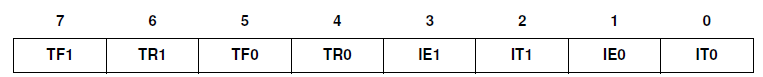 7 6 5 4 3 2 1 0
TF1 TR1 TF0 TR0 IE1 IT1 IE0 IT0